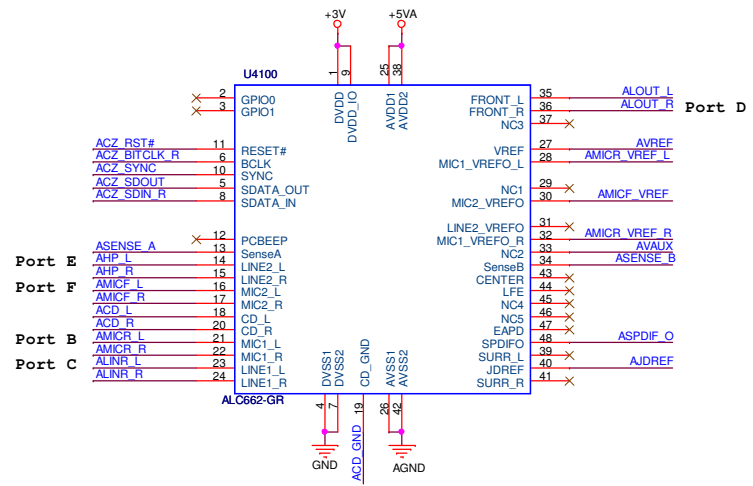 +3V
+5VA
U4100
1
9
25
38
DVDD
DVDD_IO
AVDD1
AVDD2
2
GPIO0
3
GPIO1
ACZ_RST#
11
RESET#
ACZ_BITCLK_R
6
BCLK
ACZ_SYNC
10
SYNC
ACZ_SDOUT
5
SDATA_OUT
ACZ_SDIN_R
8
SDATA_IN
12
PCBEEP
ASENSE_A
13
SenseA
Port E
AHP_L
14
LINE2_L
AHP_R
15
LINE2_R
Port F
AMICF_L
16
MIC2_L
AMICF_R
17
MIC2_R
ACD_L
18
CD_L
ACD_R
20
CD_R
Port B
AMICR_L
21
MIC1_L
AMICR_R
22
MIC1_R
Port C
ALINR_L
23
LINE1_L
ALINR_R
24
LINE1_R
FRONT_L
35
ALOUT_L
FRONT_R
36
ALOUT_R
Port D
NC3
37
VREF
27
AVREF
MIC1_VREFO_L
28
AMICR_VREF_L
NC1
29
MIC2_VREFO
30
AMICF_VREF
LINE2_VREFO
31
MIC1_VREFO_R
32
AMICR_VREF_R
NC2
33
AVAUX
SenseB
34
ASENSE_B
CENTER
43
LFE
44
NC4
45
NC5
46
EAPD
47
SPDIFO
48
ASPDIF_O
SURR_L
39
JDREF
40
AJDREF
SURR_R
41
DVSS1
DVSS2
CD_GND
AVSS1
AVSS2
ALC662-GR
4
7
19
26
42
GND
ACD_GND
AGND